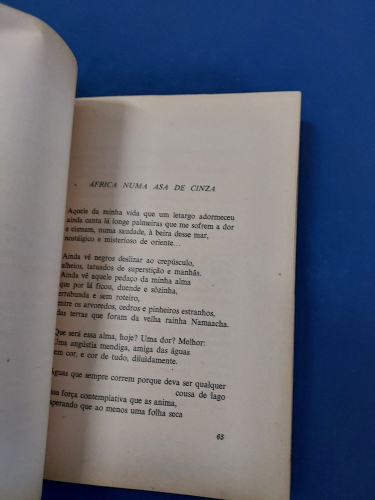 ÁFRICA NUMA ASA DE CINZA
Aquele da minha vida que um letargo adormeceu
ainda canta lá longe palmeiras que me sofrem a dor
e cismam, numa saudade, à beira desse mar,
nostálgico e misterioso de oriente...
Ainda vê negros deslizar ao crepúsculo,
alheios, tatuados de superstição e manhãs.
Ainda vê aquele pedaço da minha alma
que por lá ficou, duende e sòzinha,
errabunda e sem roteiro,
entre os arvoredos, cedros e pinheiros estranhos,
das terras que foram da velha rainha Namaacha.
Que será essa alma, hoje? Uma dor? Melhor:
Uma angústia mendiga, amiga das águas
sem cor, e cor de tudo, diluidamente.
Águas que sempre correm porque deva ser qualquer
cousa de lago
força contemplativa que as anima,
esperando que ao menos uma folha seca
65